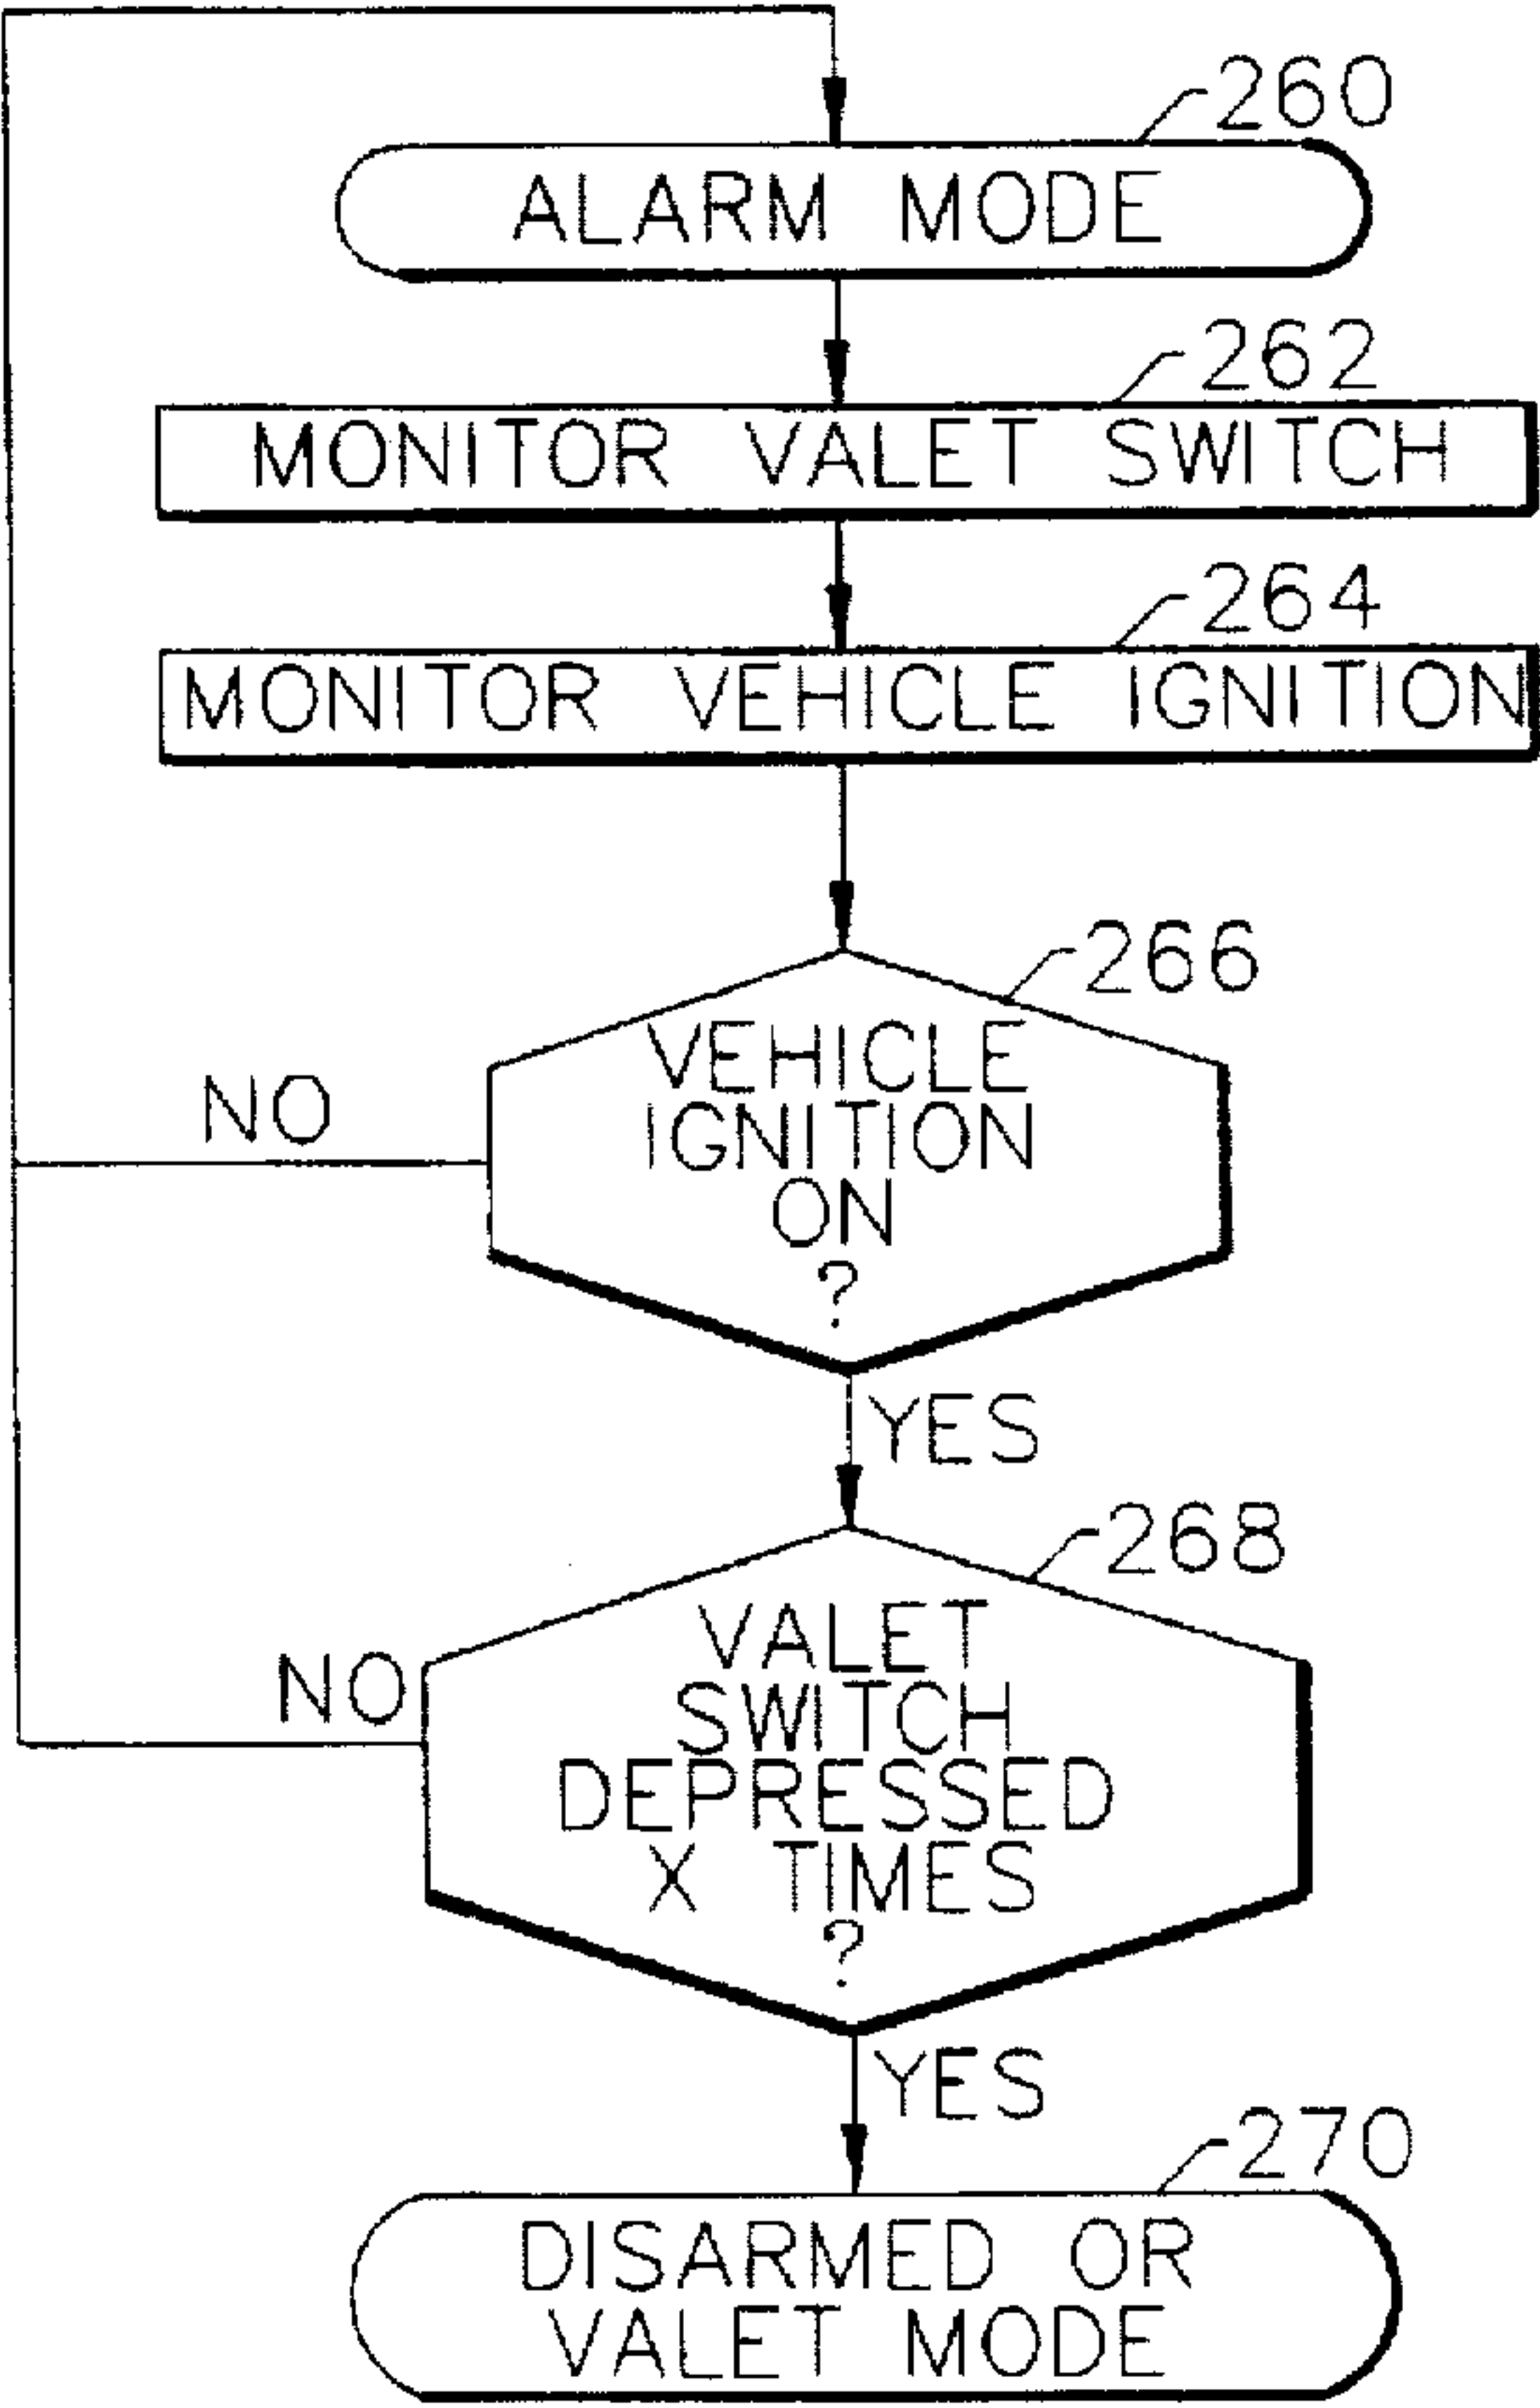 260
ALARM MODE
262
MONITOR VALET SWITCH
264
MONITOR VEHICLE IGNITION
266
VEHICLE
IGNITION
ON
?
NO
YES
268
VALET
SWITCH
DEPRESSED
X TIMES
?
NO
YES
270
DISARMED OR
VALET MODE